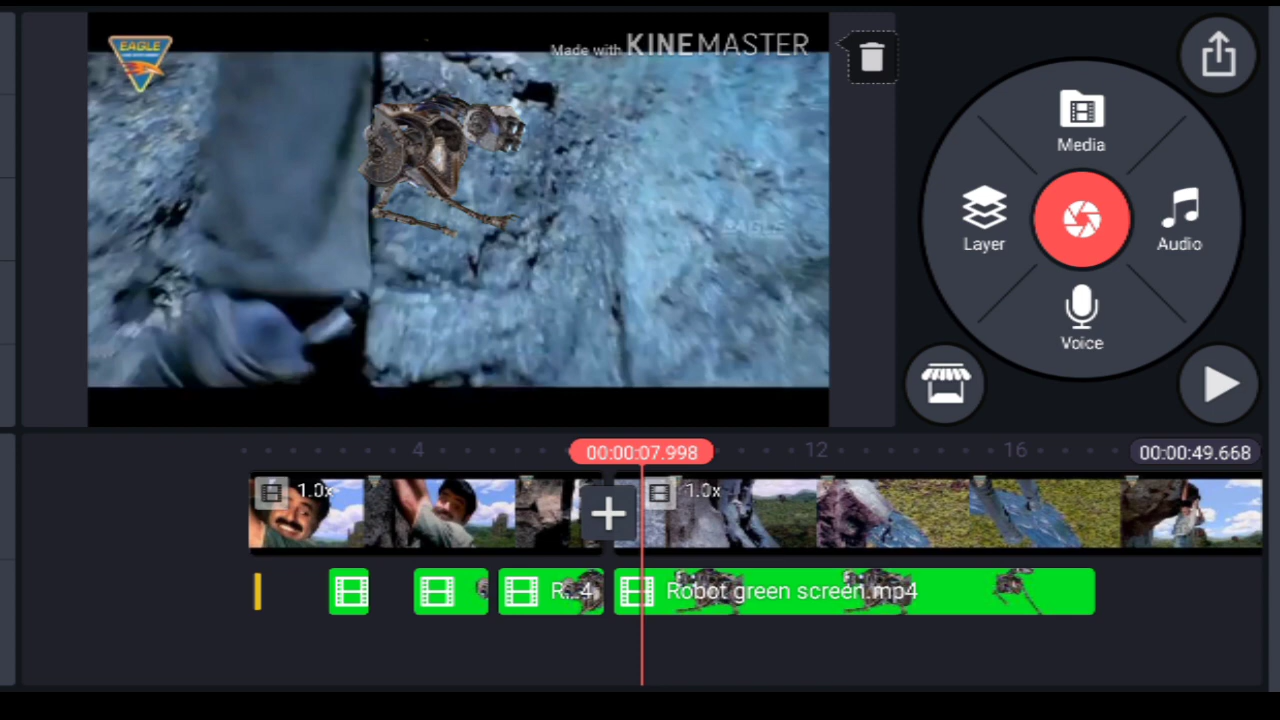 EAGLE
Made with KINEMASTER
Media
Layer
Audio
Voice
4
00:00:07.998
12
16
00:00:49.668
1.0x
1.0x
R...4
Robot green screen.mp4